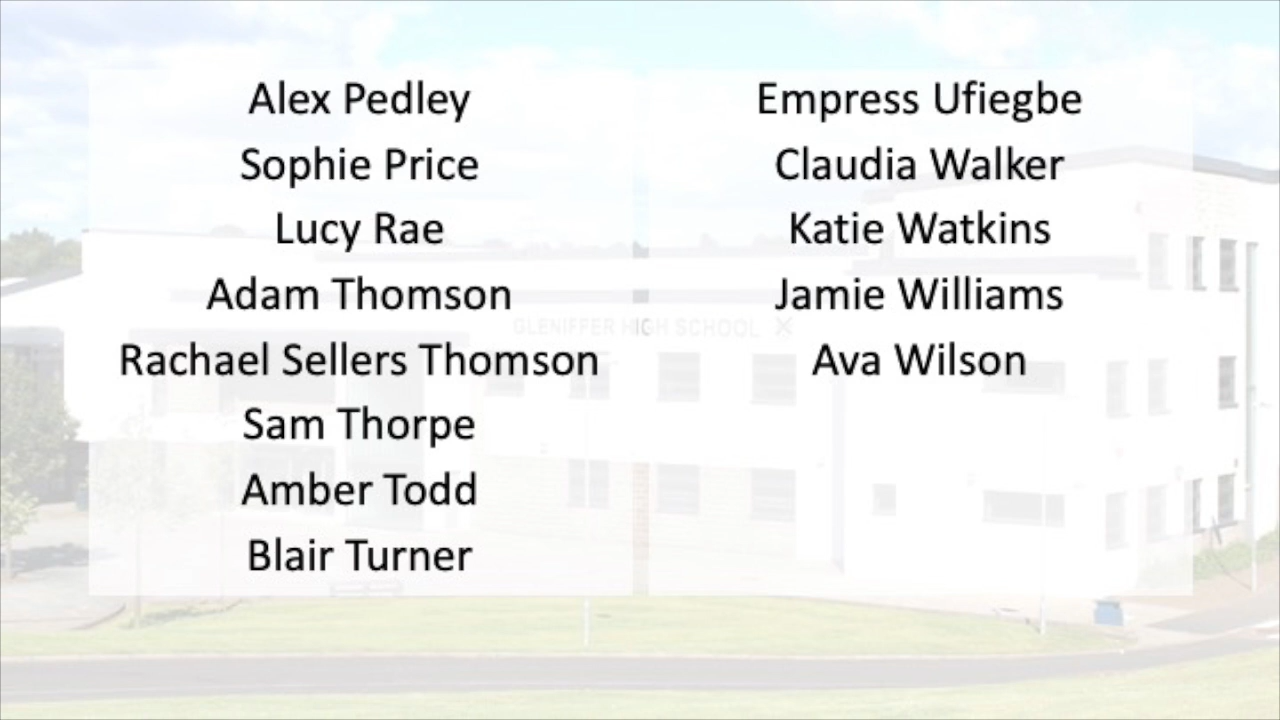 Alex Pedley
Sophie Price
Lucy Rae
Adam Thomson
Rachael Sellers Thomson
Sam Thorpe
Amber Todd
Blair Turner
Empress Ufiegbe
Claudia Walker
Katie Watkins
Jamie Williams
Ava Wilson
GLENIFFER HIGH SCHOOL